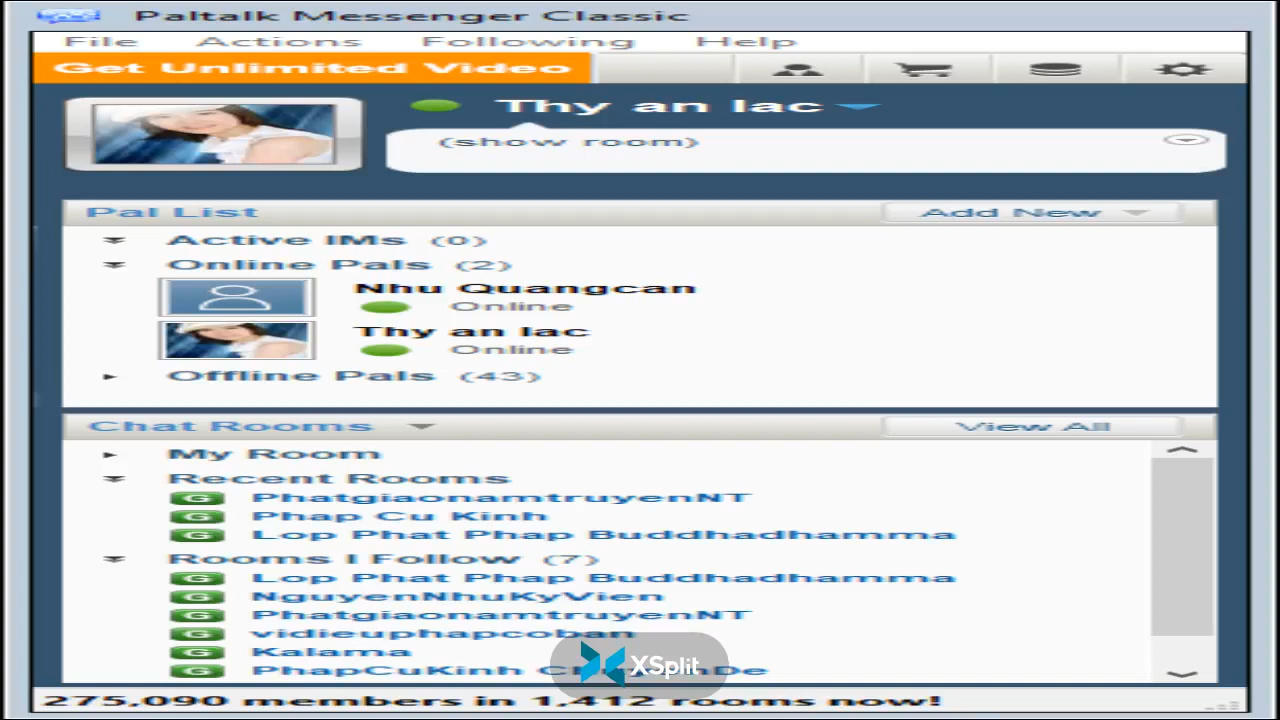 Paltalk Messenger Classic
File Actions Following Help
Get Unlimited Video
Thy an lac
(show room)
Pal List Add New
Active IMs (0)
Online Pals (2)
Nhu Quangcan
Online
Thy an lac
Online
Offline Pals (43)
Chat Rooms View All
My Room
Recent Rooms
G PhatgiaonamtruyenNT
G Phap Cu Kinh
G Lop Phat Phap Buddhadhamma
Rooms I Follow (7)
G Lop Phat Phap Buddhadhamma
G NguyenNhuKyVien
G PhatgiaonamtruyenNT
G vidieuphapcoban
G Kalama
G PhapCuKinh
XSplit
275,090 members in 1,412 rooms now!